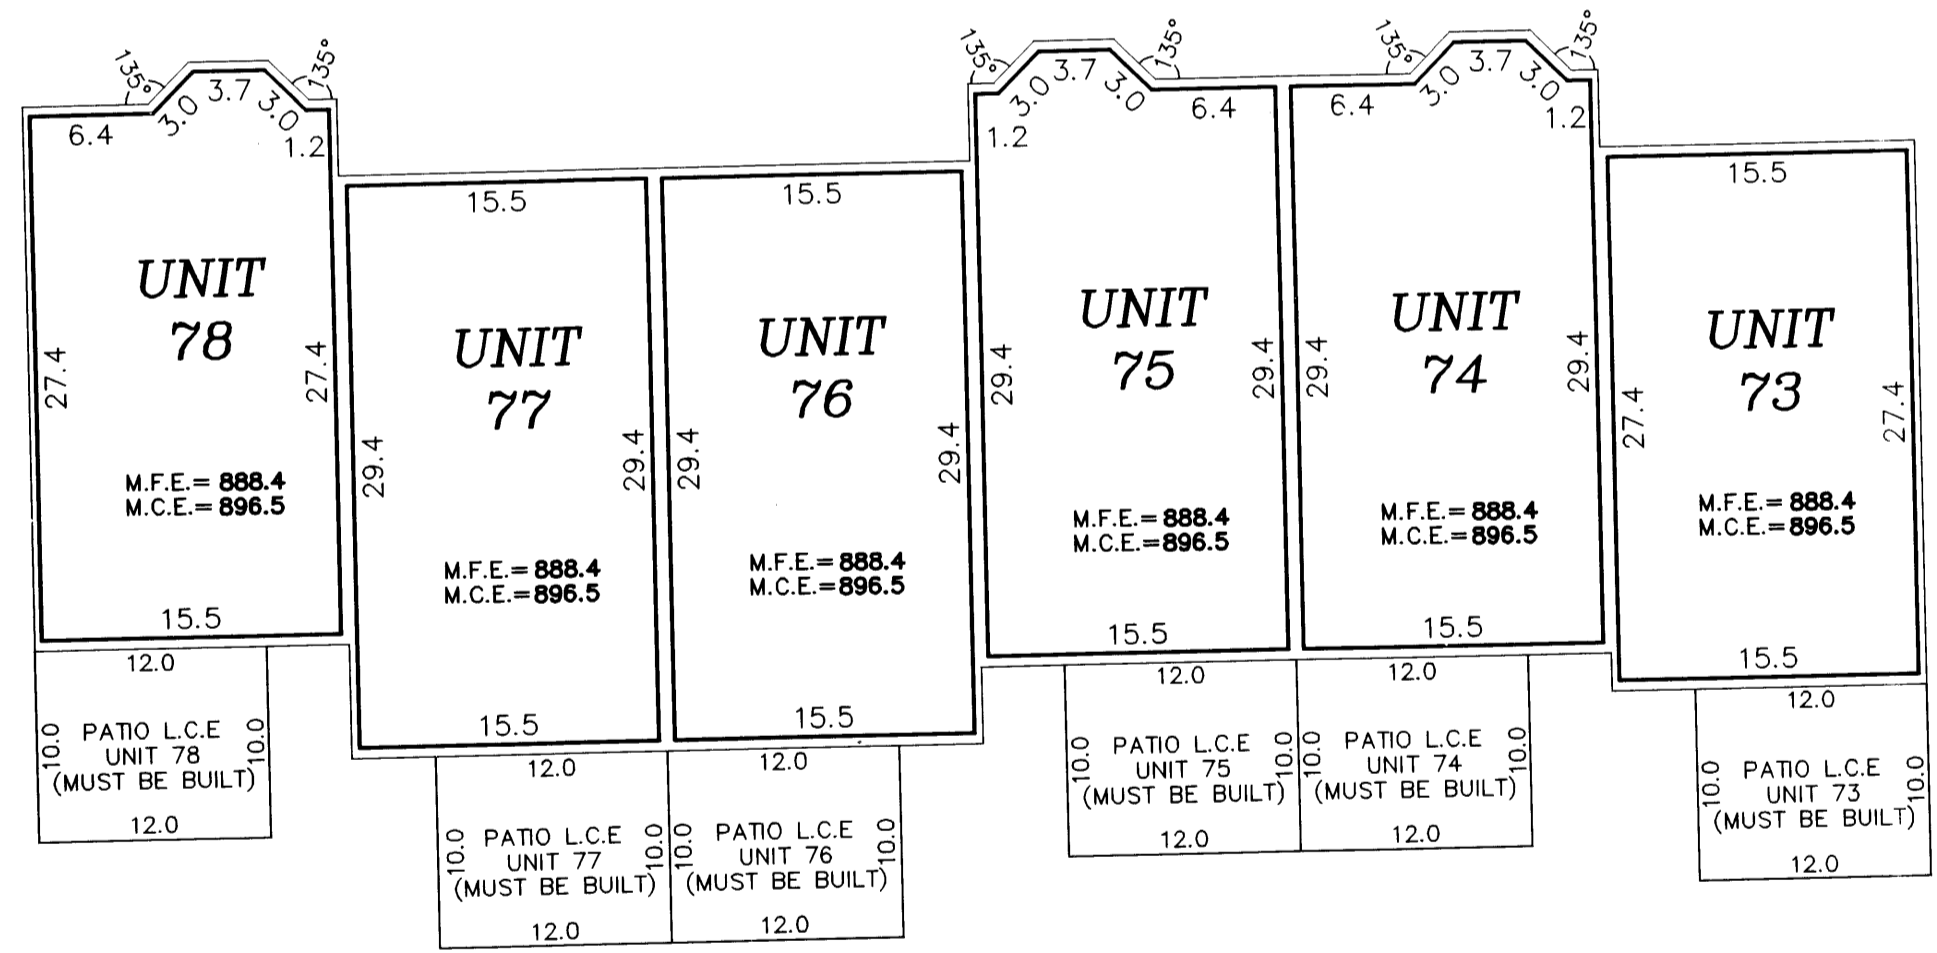 135°
135°
3.7
3.0
3.0
6.4
1.2
UNIT
78
27.4
27.4
M.F.E.= 888.4
M.C.E.= 896.5
15.5
12.0
10.0
10.0
PATIO L.C.E
UNIT 78
(MUST BE BUILT)
12.0
15.5
UNIT
77
29.4
29.4
M.F.E.= 888.4
M.C.E.= 896.5
15.5
12.0
10.0
10.0
PATIO L.C.E
UNIT 77
(MUST BE BUILT)
12.0
15.5
UNIT
76
29.4
29.4
M.F.E.= 888.4
M.C.E.= 896.5
15.5
12.0
10.0
10.0
PATIO L.C.E
UNIT 76
(MUST BE BUILT)
12.0
135°
135°
3.7
3.0
3.0
1.2
6.4
UNIT
75
29.4
29.4
M.F.E.= 888.4
M.C.E.= 896.5
15.5
12.0
10.0
10.0
PATIO L.C.E
UNIT 75
(MUST BE BUILT)
12.0
135°
135°
3.7
3.0
3.0
6.4
1.2
UNIT
74
29.4
29.4
M.F.E.= 888.4
M.C.E.= 896.5
15.5
12.0
10.0
10.0
PATIO L.C.E
UNIT 74
(MUST BE BUILT)
12.0
15.5
UNIT
73
27.4
27.4
M.F.E.= 888.4
M.C.E.= 896.5
15.5
12.0
10.0
10.0
PATIO L.C.E
UNIT 73
(MUST BE BUILT)
12.0